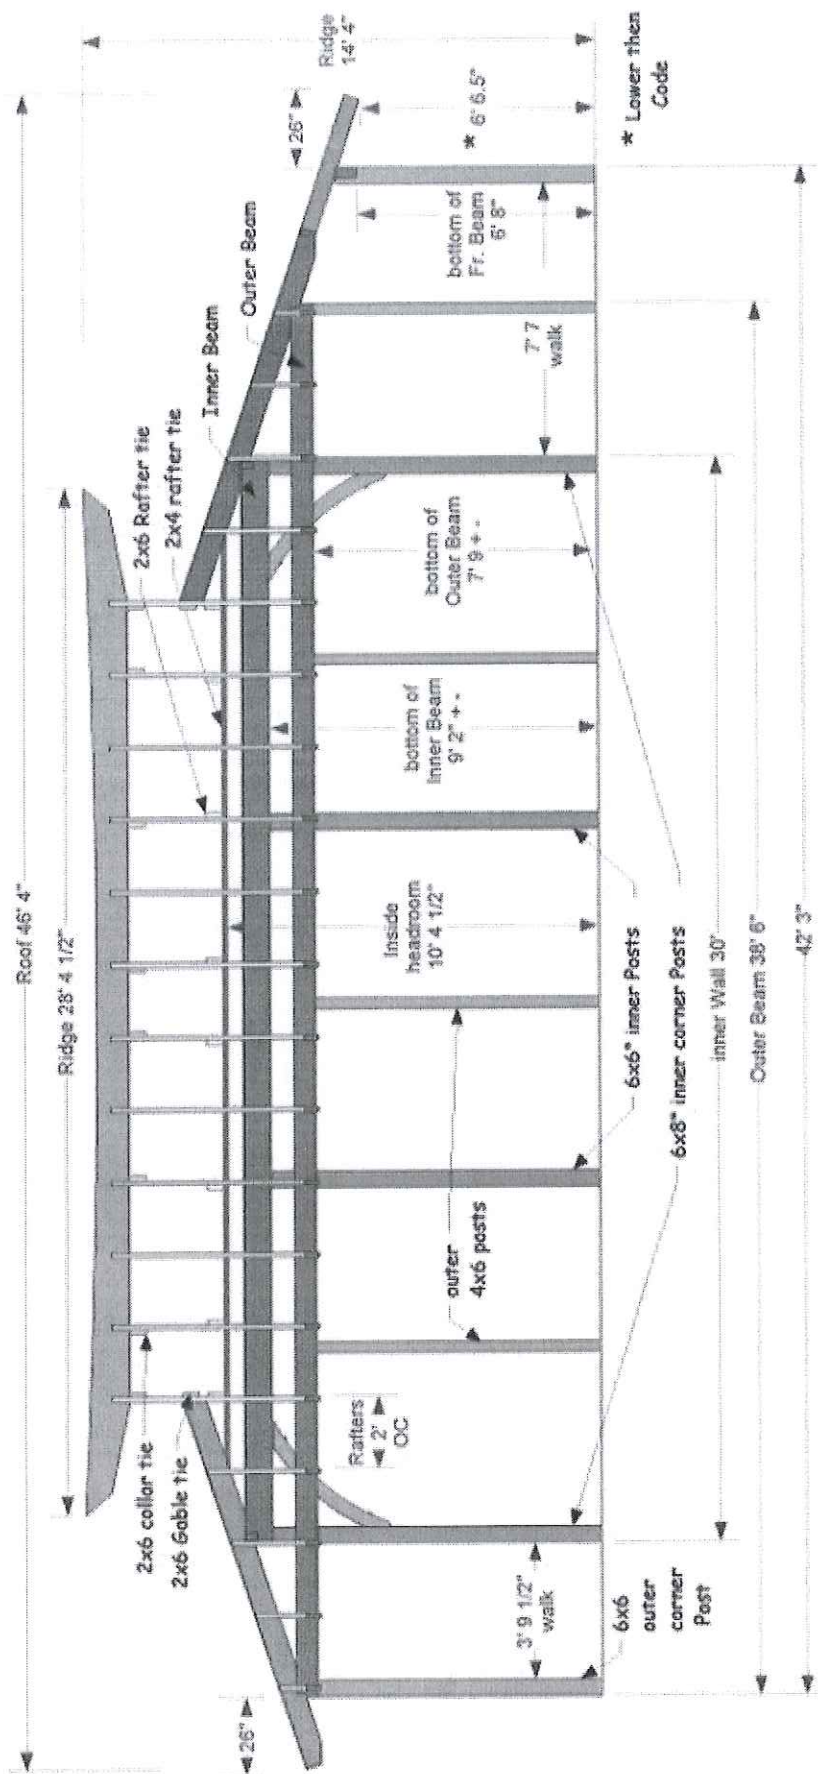 Roof 46' 4"
Ridge 28' 4 1/2"
Ridge
14' 4"
26"
* 6' 6.5"
* Lower then
Code
2x6 collar tie
2x6 Gable tie
2x6 Rafter tie
2x4 rafter tie
Inner Beam
Outer Beam
26"
Rafters
2'
OC
Inside
headroom
10' 4 1/2"
bottom of
Inner Beam
9' 2" + -
bottom of
Outer Beam
7' 9 + -
bottom of
Fr. Beam
6' 8"
3' 9 1/2"
walk
outer
4x6 posts
7' 7
walk
6x6
outer
corner
Post
6x6" inner Posts
6x8" inner corner Posts
inner Wall 30'
Outer Beam 38' 6"
42' 3"